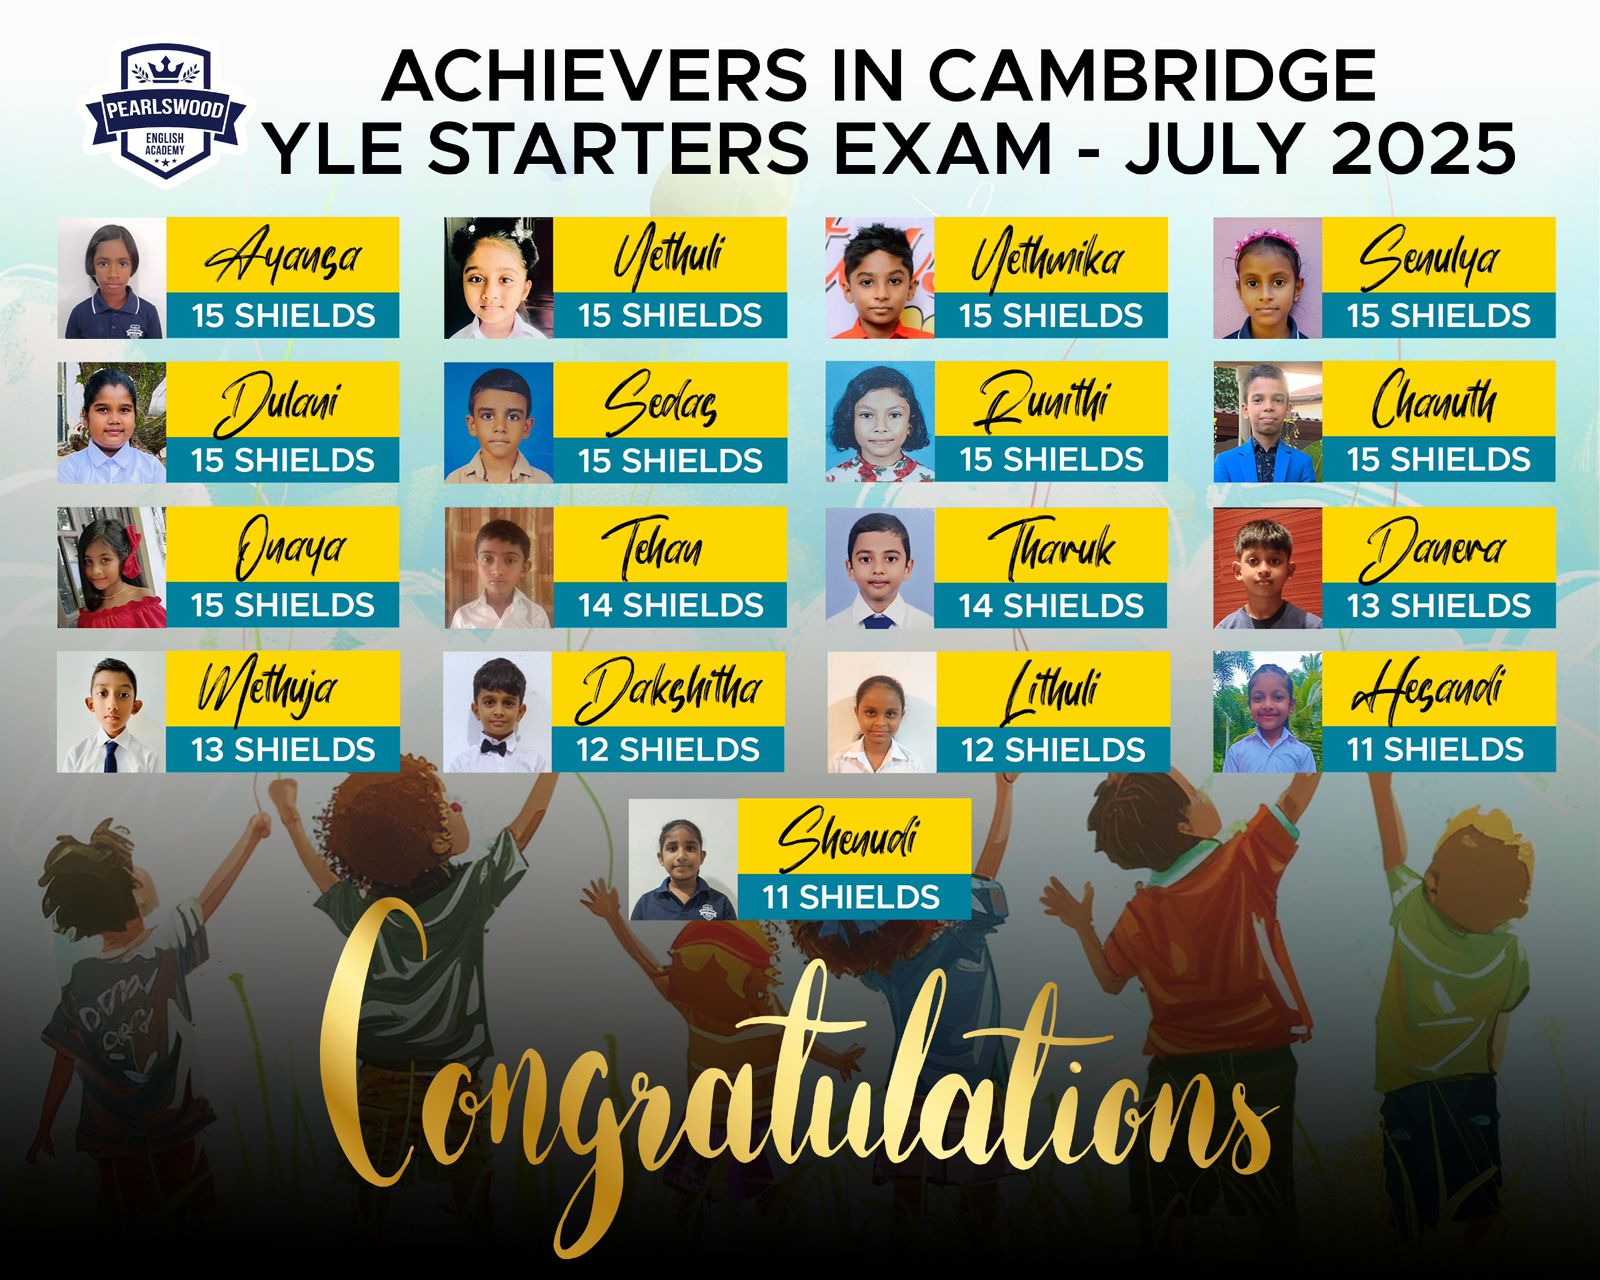 PEARLSWOOD
ENGLISH
ACADEMY
ACHIEVERS IN CAMBRIDGE
YLE STARTERS EXAM - JULY 2025
Ayansa
15 SHIELDS
Yethuli
15 SHIELDS
Yethmika
15 SHIELDS
Senulya
15 SHIELDS
Dulani
15 SHIELDS
Sedas
15 SHIELDS
Runithi
15 SHIELDS
Chanuth
15 SHIELDS
Onaya
15 SHIELDS
Tehan
14 SHIELDS
Tharuk
14 SHIELDS
Danera
13 SHIELDS
Methuja
13 SHIELDS
Dakshitha
12 SHIELDS
Lithuli
12 SHIELDS
Hesandi
11 SHIELDS
Shenudi
11 SHIELDS
Congratulations